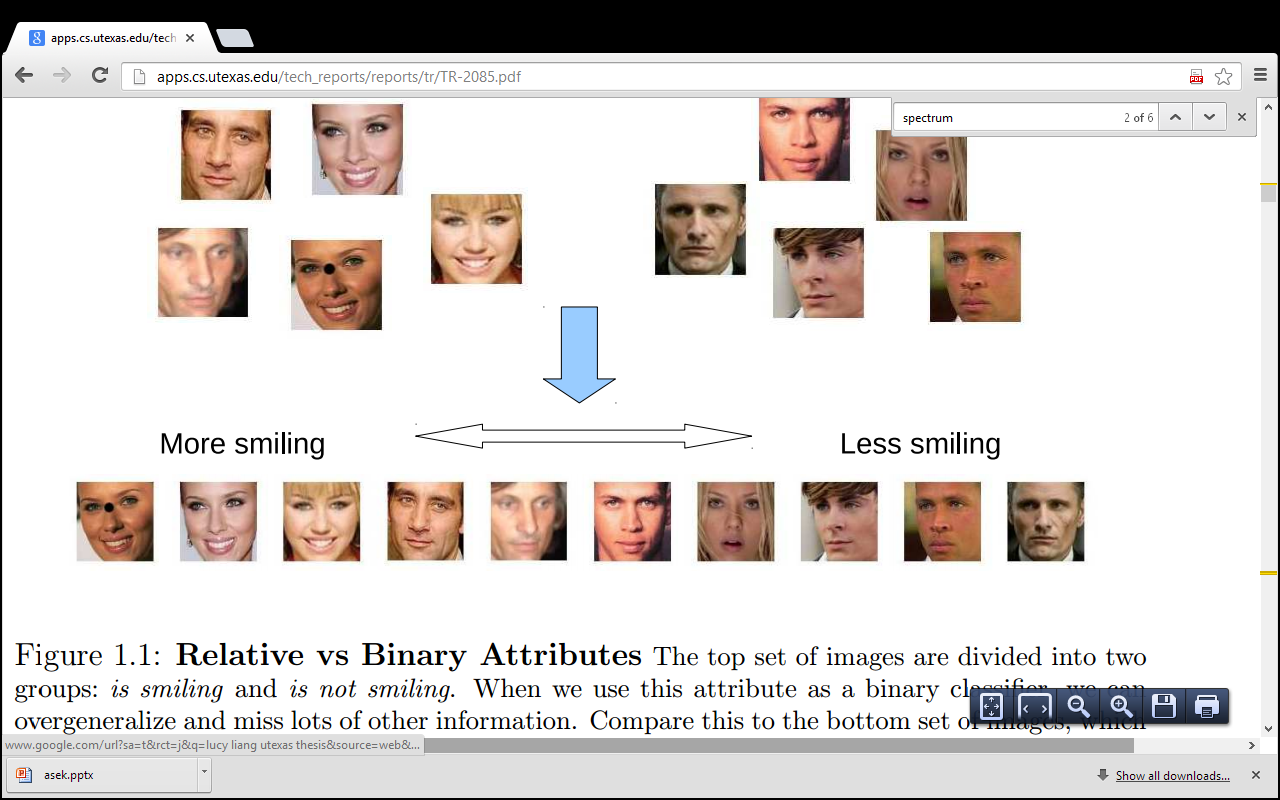 apps.cs.utexas.edu/tech
apps.cs.utexas.edu/tech_reports/reports/tr/TR-2085.pdf
spectrum 2 of 6
More smiling
Less smiling
Figure 1.1: Relative vs Binary Attributes The top set of images are divided into two
groups: is smiling and is not smiling. When we use this attribute as a binary classifier, we can
overgeneralize and miss lots of other information. Compare this to the bottom set of images, which
www.google.com/url?sa=t&rct=j&q=lucy liang utexas thesis&source=web&...
asek.pptx
Show all downloads...